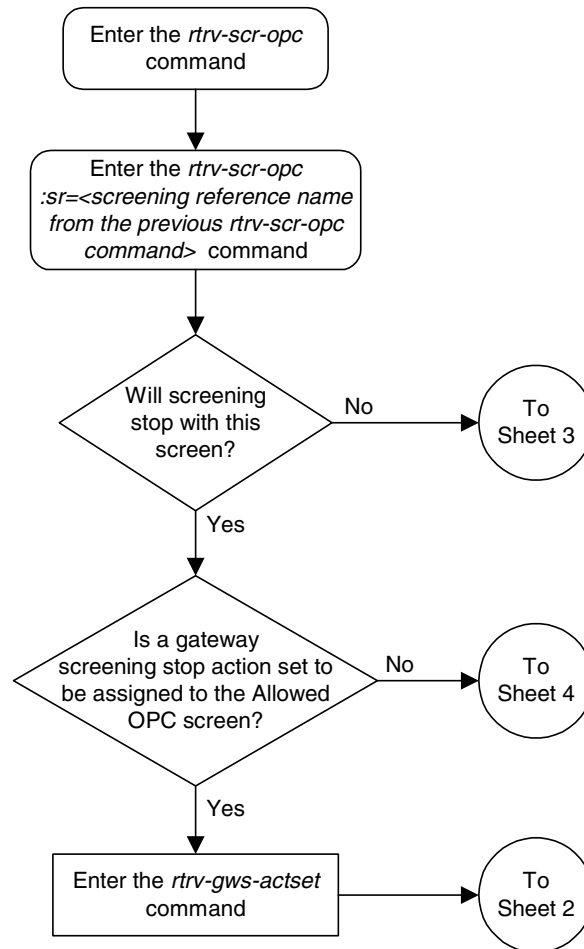 Enter the rtrv-scr-opc
command
Enter the rtrv-scr-opc
:sr=<screening reference name
from the previous rtrv-scr-opc
command> command
Will screening
stop with this
screen?
No
To
Sheet 3
Yes
Is a gateway
screening stop action set to
be assigned to the Allowed
OPC screen?
No
To
Sheet 4
Yes
Enter the rtrv-gws-actset
command
To
Sheet 2